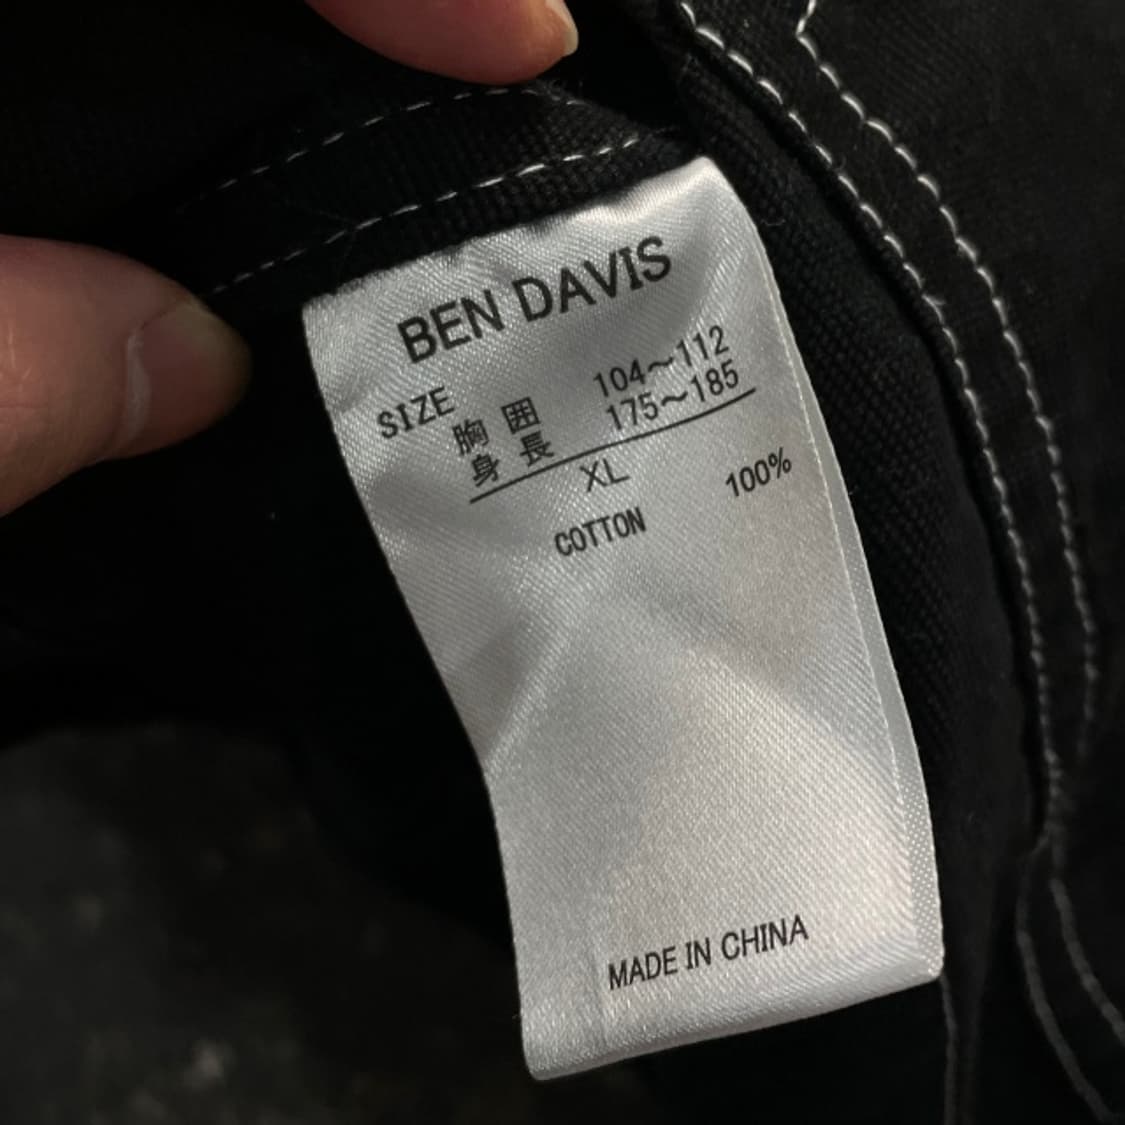 BEN DAVIS
SIZE
胸囲 104～112
身長 175～185
XL
COTTON 100%
MADE IN CHINA